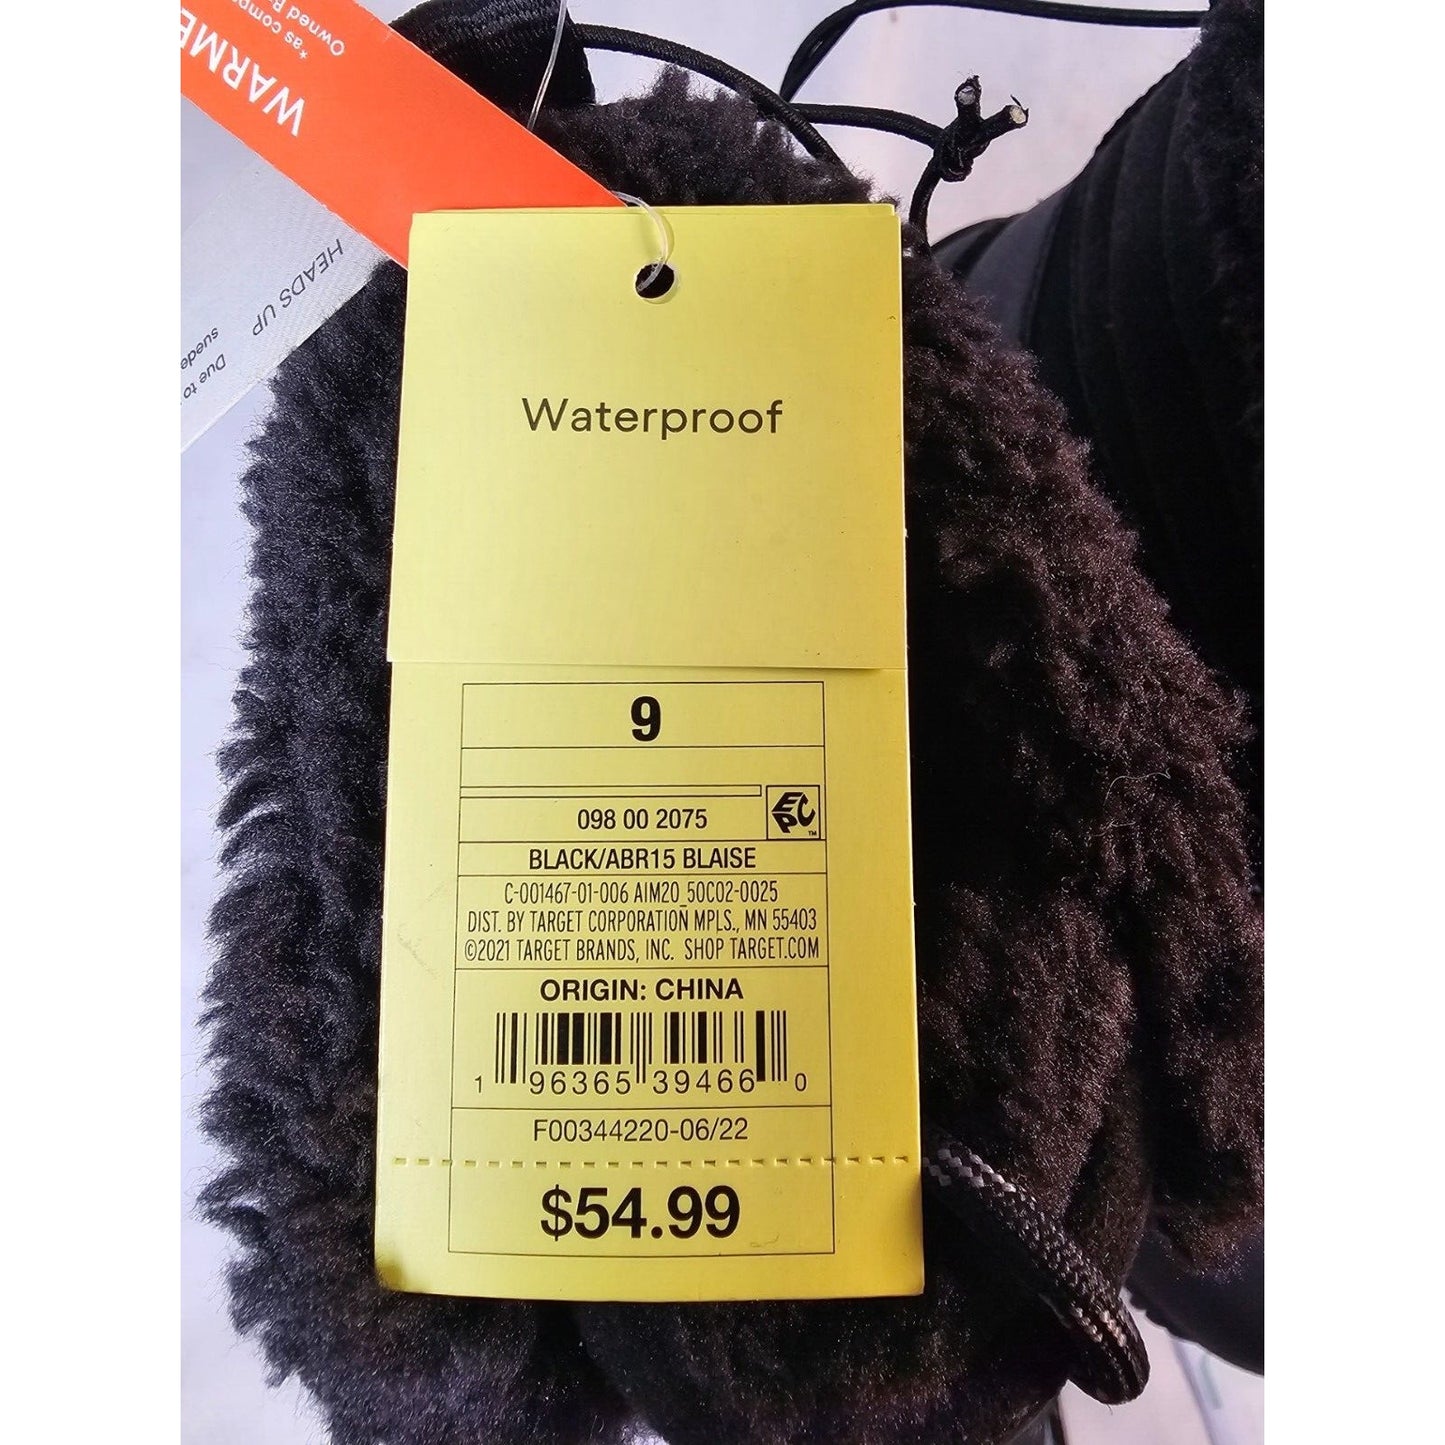 WARME
*as comp
Owned B
HEADS UP
Due to
suede
Waterproof
9
098 00 2075
EPC ™
BLACK/ABR15 BLAISE
C-001467-01-006 AIM20_50C02-0025
DIST. BY TARGET CORPORATION MPLS., MN 55403
©2021 TARGET BRANDS, INC. SHOP TARGET.COM
ORIGIN: CHINA
1 96365 39466 0
F00344220-06/22
$54.99